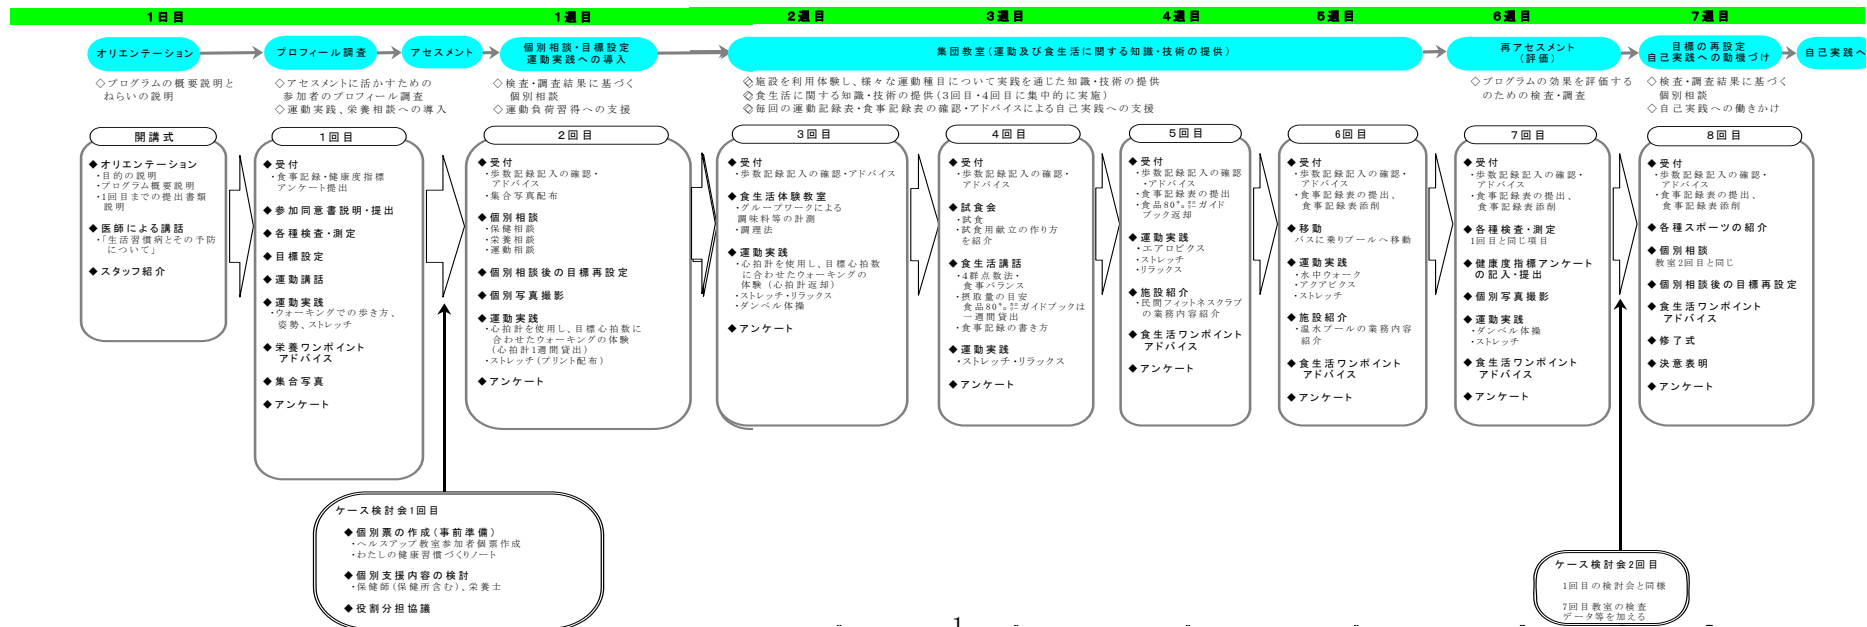 1日目
1週目
2週目
3週目
4週目
5週目
6週目
7週目
オリエンテーション
プロフィール調査
アセスメント
個別相談・目標設定
運動実践への導入
集団教室(運動及び食生活に関する知識・技術の提供)
再アセスメント
(評価)
目標の再設定
自己実践への動機づけ
自己実践へ
◇プログラムの概要説明と
ねらいの説明
◇アセスメントに活かすための
参加者のプロフィール調査
◇運動実践、栄養相談への導入
◇検査・調査結果に基づく
個別相談
◇運動負荷習得への支援
◇施設を利用体験し、様々な運動種目について実践を通じた知識・技術の提供
◇食生活に関する知識・技術の提供(3回目・4回目に集中的に実施)
◇毎回の運動記録表・食事記録表の確認・アドバイスによる自己実践への支援
◇プログラムの効果を評価する
のための検査・調査
◇検査・調査結果に基づく
個別相談
◇自己実践への働きかけ
開講式
◆オリエンテーション
・目的の説明
・プログラム概要説明
・1回目までの提出書類
説明
◆医師による講話
・「生活習慣病とその予防
について」
◆スタッフ紹介
1回目
◆受付
・食事記録・健康度指標
アンケート提出
◆参加同意書説明・提出
◆各種検査・測定
◆目標設定
◆運動講話
◆運動実践
・ウォーキングでの歩き方、
姿勢、ストレッチ
◆栄養ワンポイント
アドバイス
◆集合写真
◆アンケート
2回目
◆受付
・歩数記録記入の確認・
アドバイス
・集合写真配布
◆個別相談
・保健相談
・栄養相談
・運動相談
◆個別相談後の目標再設定
◆個別写真撮影
◆運動実践
・心拍計を使用し、目標心拍数に
合わせたウォーキングの体験
(心拍計1週間貸出)
・ストレッチ(プリント配布)
◆アンケート
3回目
◆受付
・歩数記録記入の確認・アドバイス
◆食生活体験教室
・グループワークによる
調味料等の計測
・調理法
◆運動実践
・心拍計を使用し、目標心拍数
に合わせたウォーキングの
体験(心拍計返却)
・ストレッチ・リラックス
・ダンベル体操
◆アンケート
4回目
◆受付
・歩数記録記入の確認・
アドバイス
◆試食会
・試食
・試食用献立の作り方
を紹介
◆食生活講話
・4群点数法・
食事バランス
・摂取量の目安
食品80㌔㌍ガイドブックは
一週間貸出
・食事記録の書き方
◆運動実践
・ストレッチ・リラックス
◆アンケート
5回目
◆受付
・歩数記録記入の確認
・アドバイス
・食事記録表の提出
・食品80㌔㌍ガイド
ブック返却
◆運動実践
・エアロビクス
・ストレッチ
・リラックス
◆施設紹介
・民間フィットネスクラブ
の業務内容紹介
◆食生活ワンポイント
アドバイス
◆アンケート
6回目
◆受付
・歩数記録記入の確認・
アドバイス
・食事記録表の提出、
食事記録表添削
◆移動
バスに乗りプールへ移動
◆運動実践
・水中ウォーク
・アクアビクス
・ストレッチ
◆施設紹介
・温水プールの業務内容
紹介
◆食生活ワンポイント
アドバイス
◆アンケート
7回目
◆受付
・歩数記録記入の確認・
アドバイス
・食事記録表の提出、
食事記録表添削
◆各種検査・測定
1回目と同じ項目
◆健康度指標アンケート
の記入・提出
◆個別写真撮影
◆運動実践
・ダンベル体操
・ストレッチ
◆食生活ワンポイント
アドバイス
◆アンケート
8回目
◆受付
・歩数記録記入の確認・
アドバイス
・食事記録表の提出、
食事記録表添削
◆各種スポーツの紹介
◆個別相談
教室2回目と同じ
◆個別相談後の目標再設定
◆食生活ワンポイント
アドバイス
◆修了式
◆決意表明
◆アンケート
ケース検討会1回目
◆個別票の作成(事前準備)
・ヘルスアップ教室参加者個票作成
・わたしの健康習慣づくりノート
◆個別支援内容の検討
・保健師(保健所含む)、栄養士
◆役割分担協議
ケース検討会2回目
1回目の検討会と同様
7回目教室の検査
データ等を加える
1